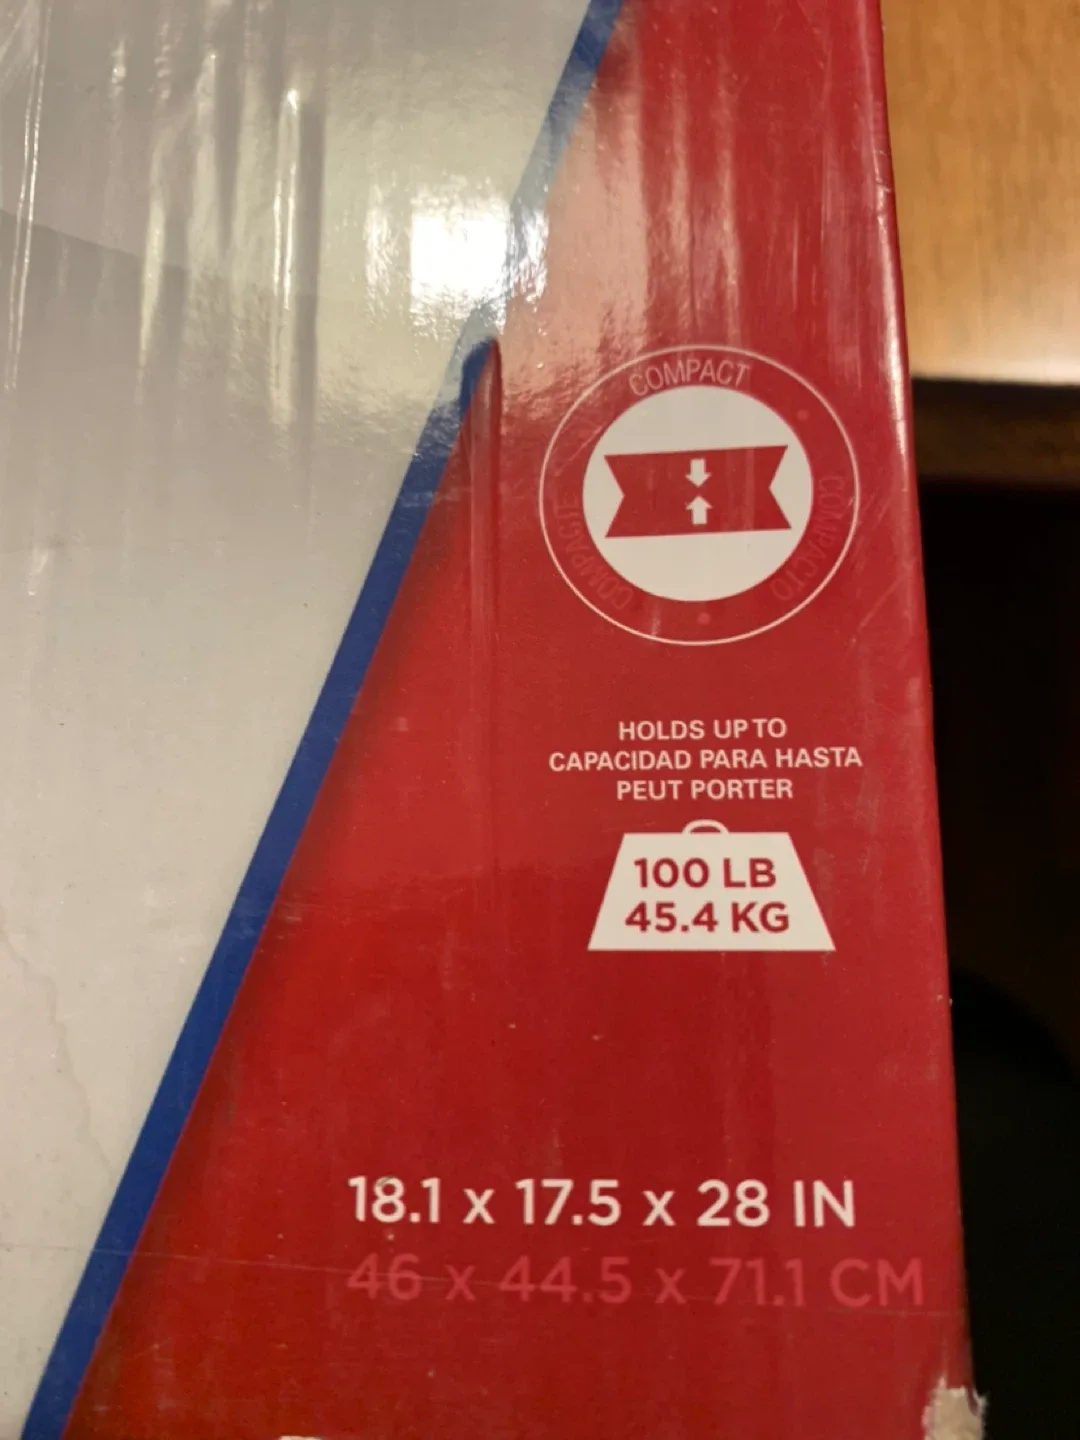 COMPACT
COMPACTO
COMPAGTE
HOLDS UP TO
CAPACIDAD PARA HASTA
PEUT PORTER
100 LB
45.4 KG
18.1 x 17.5 x 28 IN
46 x 44.5 x 71.1 CM